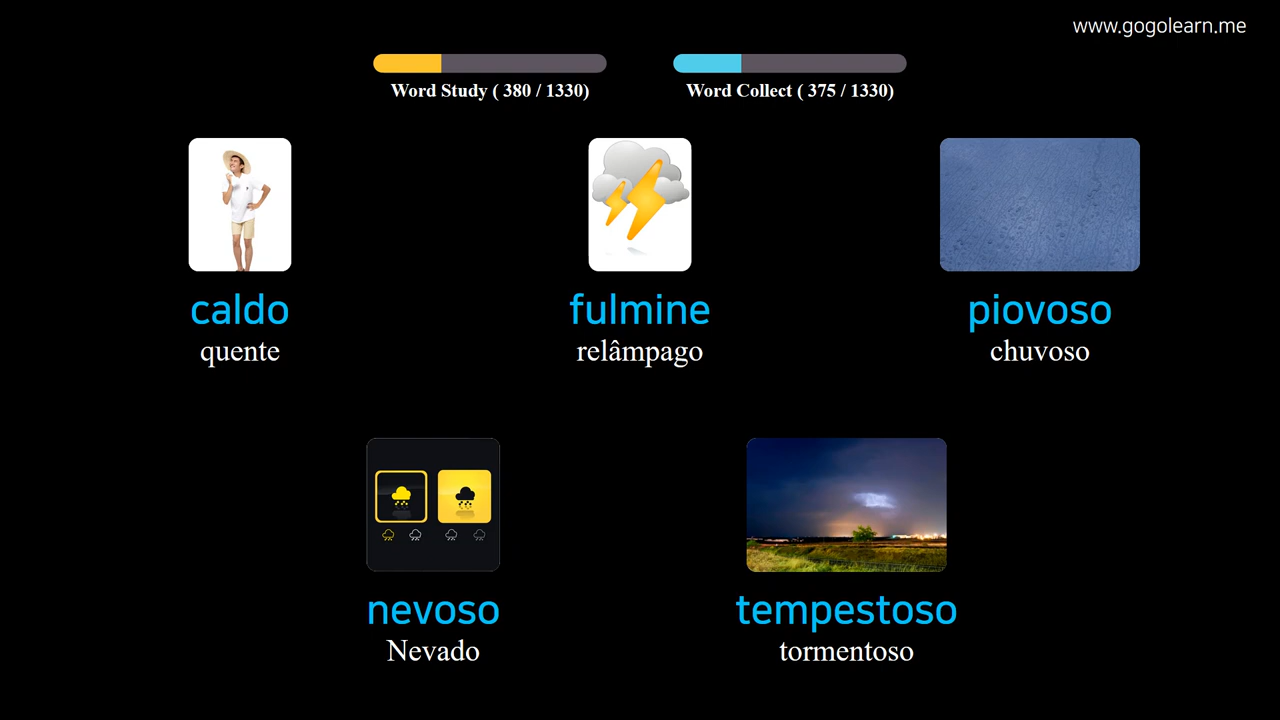 www.gogolearn.me
Word Study ( 380 / 1330)
Word Collect ( 375 / 1330)
caldo
quente
fulmine
relâmpago
piovoso
chuvoso
nevoso
Nevado
tempestoso
tormentoso